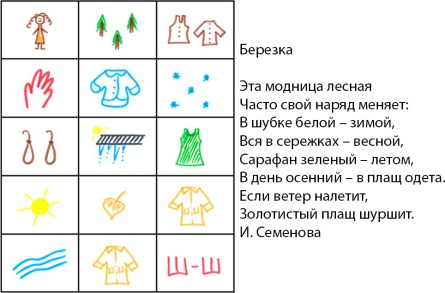 Березка
Эта модница лесная
Часто свой наряд меняет:
В шубке белой – зимой,
Вся в сережках – весной,
Сарафан зеленый – летом,
В день осенний – в плащ одета.
Если ветер налетит,
Золотистый плащ шуршит.
И. Семенова
Ш-Ш